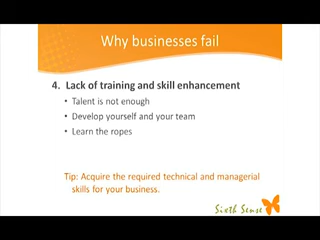 Why businesses fail
4. Lack of training and skill enhancement
• Talent is not enough
• Develop yourself and your team
• Learn the ropes
Tip: Acquire the required technical and managerial
skills for your business.
Sixth Sense